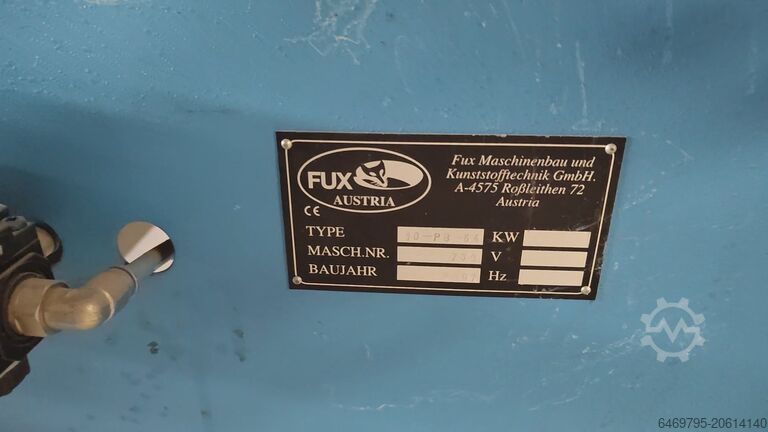 FUX
AUSTRIA
CE
Fux Maschinenbau und
Kunststofftechnik GmbH.
A-4575 Roßleithen 72
Austria
TYPE KW
MASCH.NR. V
BAUJAHR Hz
6469795-20614140